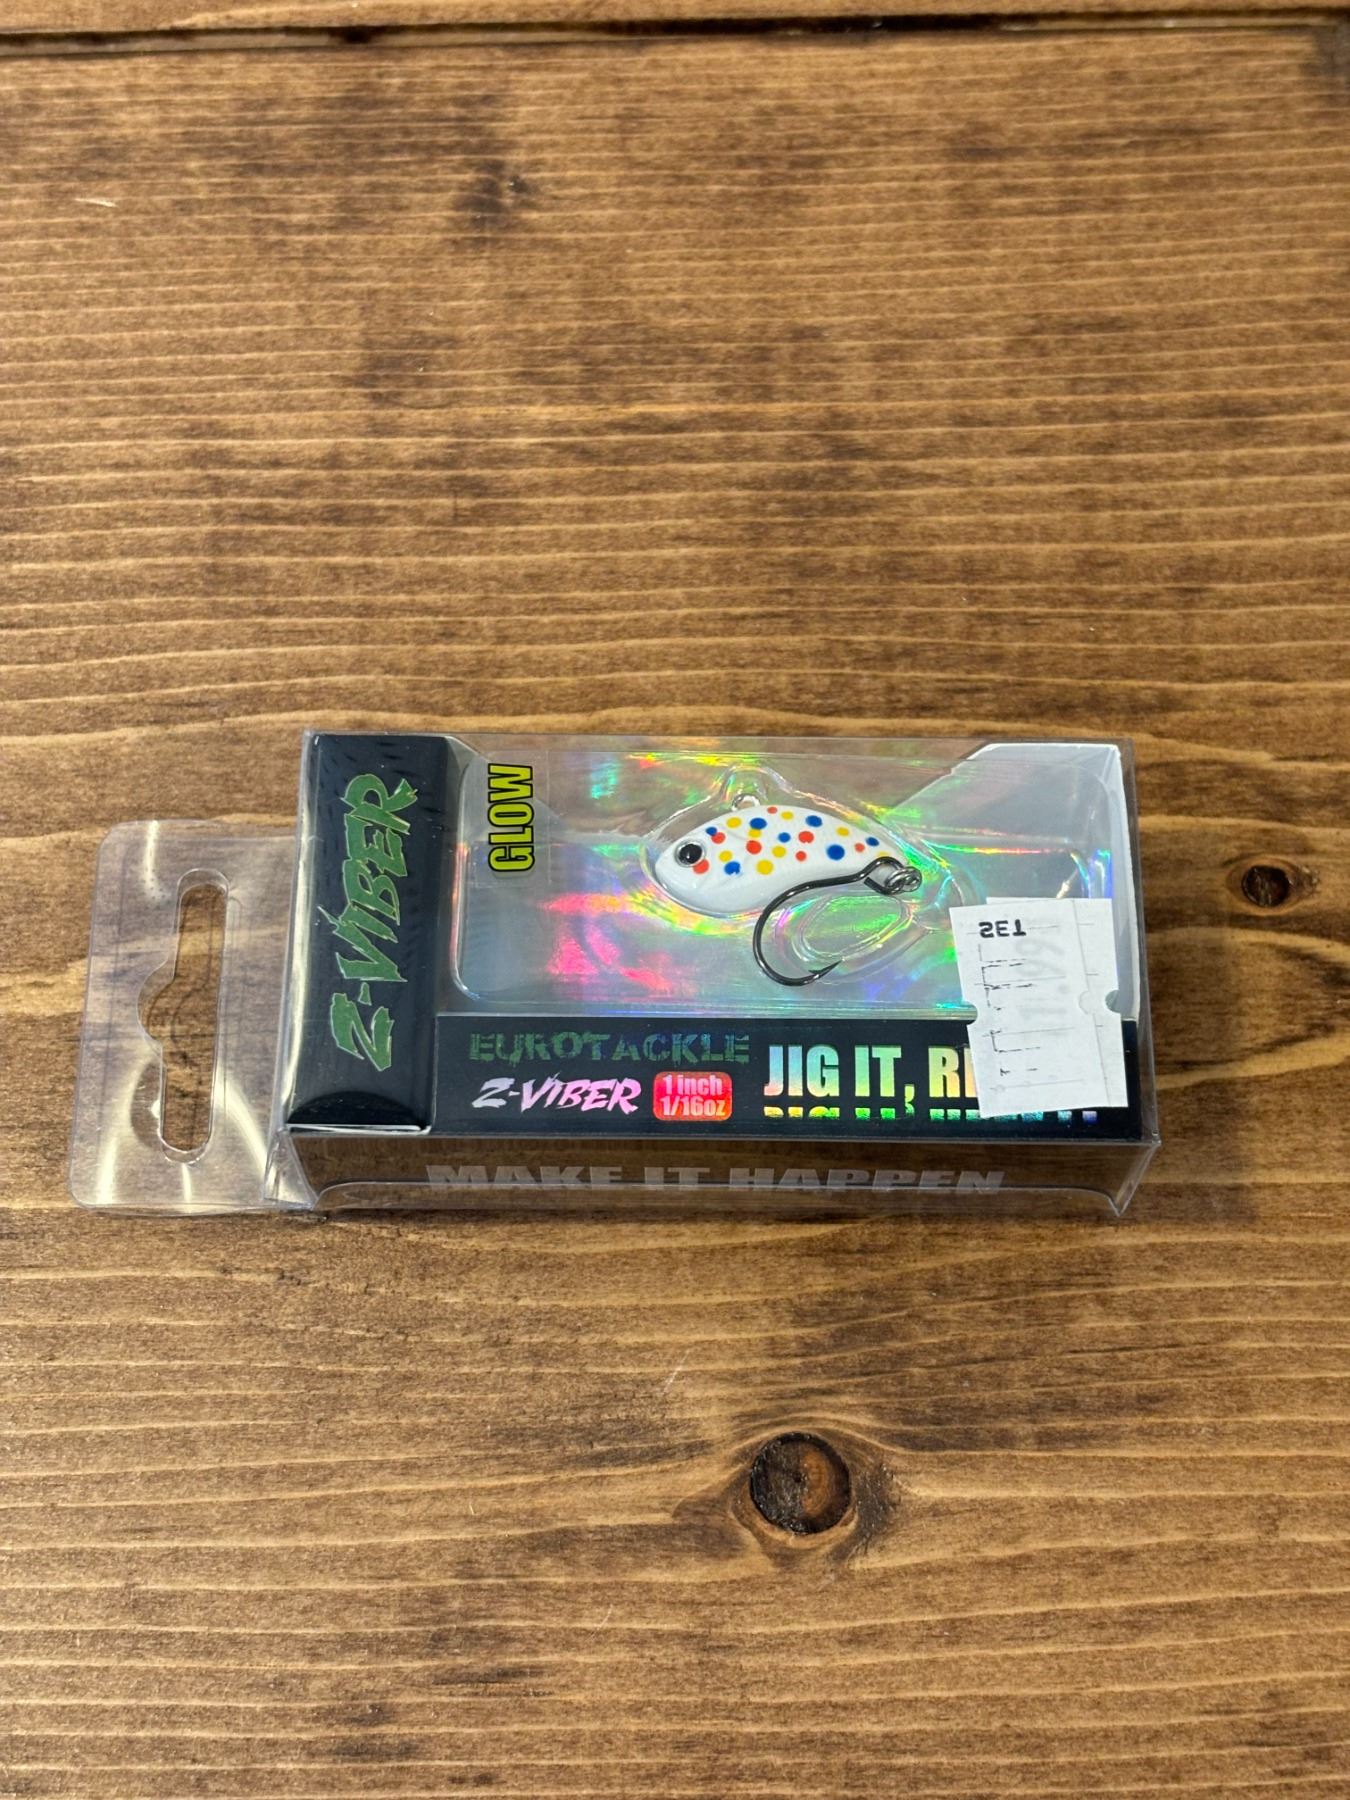 Z-VIBER
GLOW
EUROTACKLE
Z-VIBER
1 inch
1/16oz
JIG IT,
MAKE IT HAPPEN